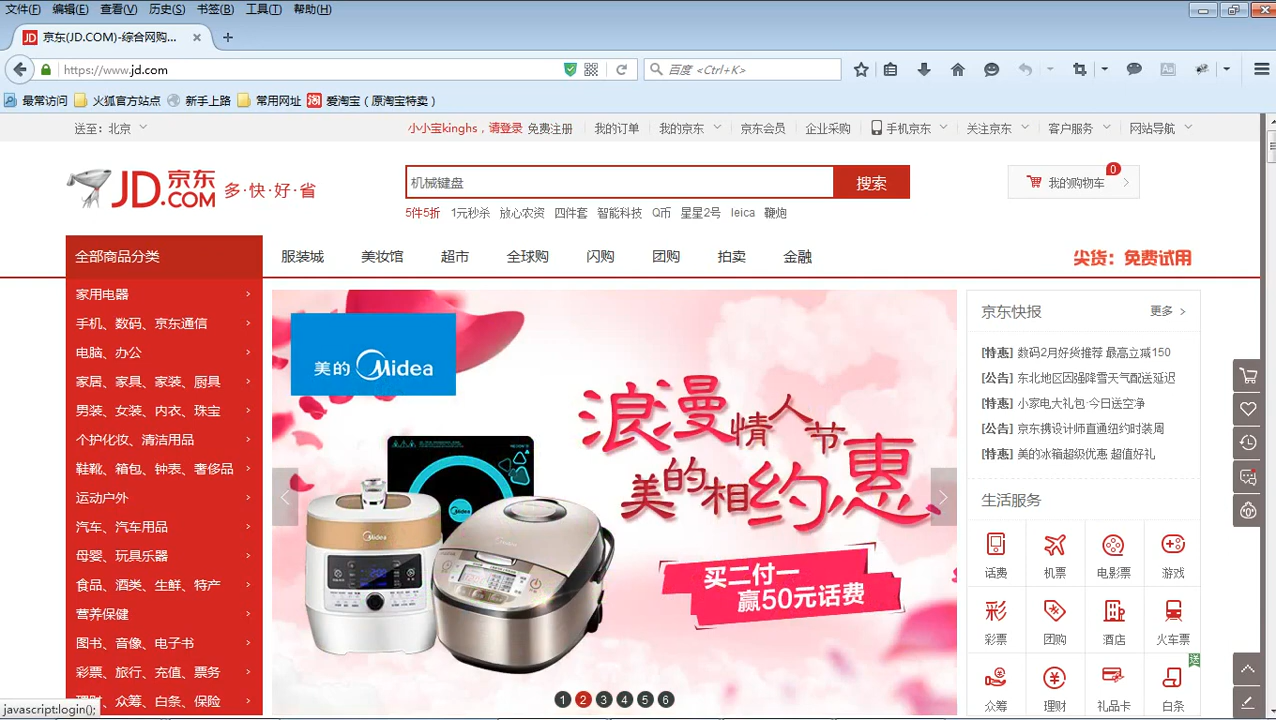 文件(F) 编辑(E) 查看(V) 历史(S) 书签(B) 工具(T) 帮助(H)
JD 京东(JD.COM)-综合网购...
https://www.jd.com
百度 <Ctrl+K>
最常访问 火狐官方站点 新手上路 常用网址 淘 爱淘宝（原淘宝特卖）
送至：北京 小小宝kinghs，请登录 免费注册 我的订单 我的京东 京东会员 企业采购 手机京东 关注京东 客户服务 网站导航
JD.COM 京东 多·快·好·省
机械键盘 搜索
我的购物车 0
5件5折 1元秒杀 放心农资 四件套 智能科技 Q币 星星2号 leica 鞭炮
全部商品分类 服装城 美妆馆 超市 全球购 闪购 团购 拍卖 金融
尖货：免费试用
家用电器
手机、数码、京东通信
电脑、办公
家居、家具、家装、厨具
男装、女装、内衣、珠宝
个护化妆、清洁用品
鞋靴、箱包、钟表、奢侈品
运动户外
汽车、汽车用品
母婴、玩具乐器
食品、酒类、生鲜、特产
营养保健
图书、音像、电子书
彩票、旅行、充值、票务
理财、众筹、白条、保险
javascript:login();
美的 Midea
浪漫情人节
美的相约惠
买二付一
赢50元话费
Midea
Midea
1 2 3 4 5 6
京东快报 更多 >
[特惠] 数码2月好货推荐 最高立减150
[公告] 东北地区因强降雪天气配送延迟
[特惠] 小家电大礼包·今日送空净
[公告] 京东携设计师直通纽约时装周
[特惠] 美的冰箱超级优惠 超值好礼
生活服务
话费 机票 电影票 游戏
彩票 团购 酒店 火车票
送
众筹 理财 礼品卡 白条